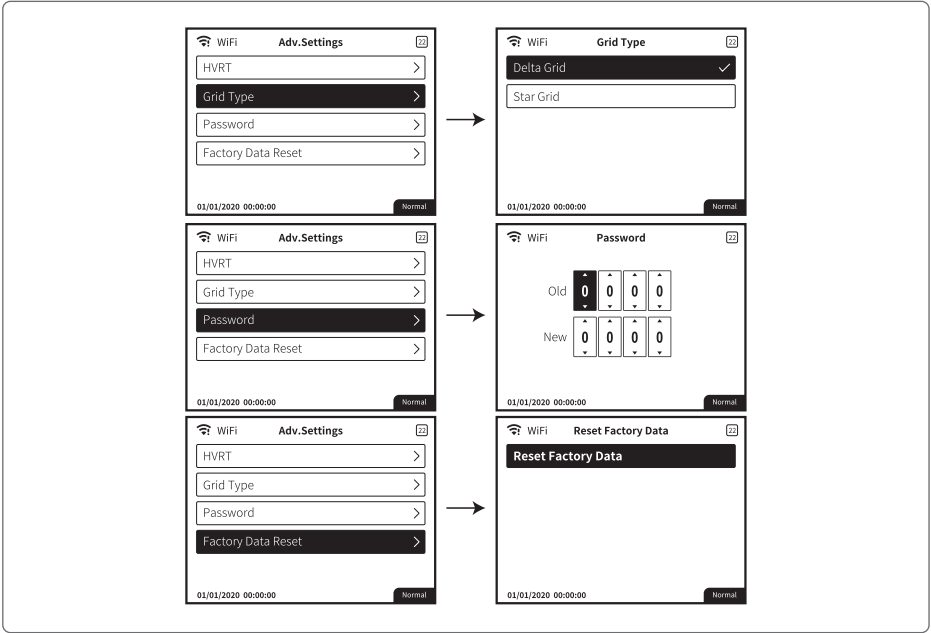 WiFi Adv.Settings 22
HVRT
Grid Type
Password
Factory Data Reset
01/01/2020 00:00:00 Normal
WiFi Grid Type 22
Delta Grid
Star Grid
01/01/2020 00:00:00 Normal
WiFi Adv.Settings 22
HVRT
Grid Type
Password
Factory Data Reset
01/01/2020 00:00:00 Normal
WiFi Password 22
Old 0 0 0 0
New 0 0 0 0
01/01/2020 00:00:00 Normal
WiFi Adv.Settings 22
HVRT
Grid Type
Password
Factory Data Reset
01/01/2020 00:00:00 Normal
WiFi Reset Factory Data 22
Reset Factory Data
01/01/2020 00:00:00 Normal